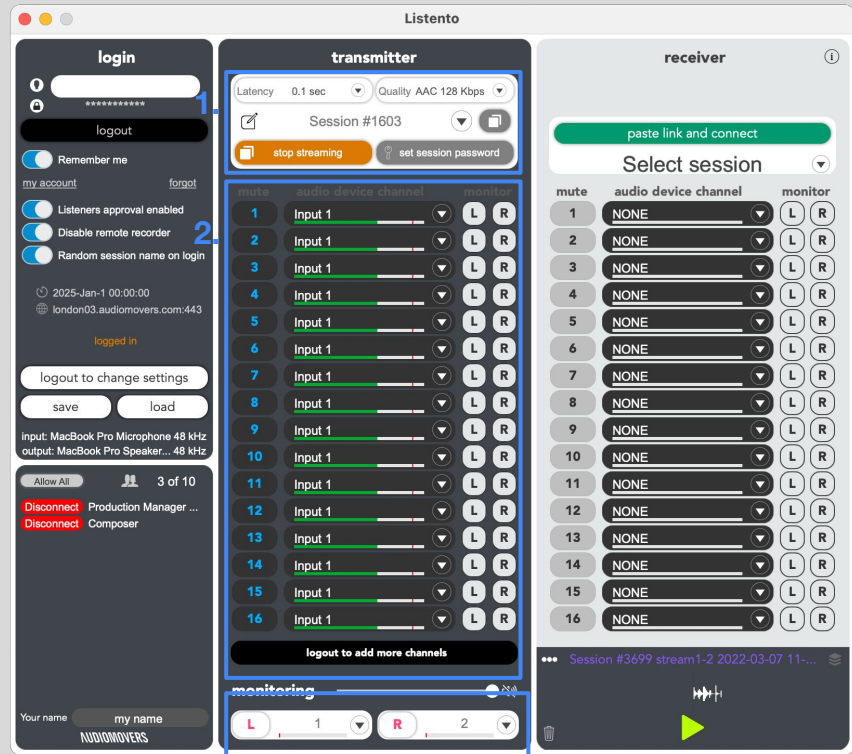 Listento
login
***********
logout
Remember me
my account forgot
Listeners approval enabled
Disable remote recorder
Random session name on login
2025-Jan-1 00:00:00
london03.audiomovers.com:443
logged in
logout to change settings
save load
input: MacBook Pro Microphone 48 kHz
output: MacBook Pro Speaker... 48 kHz
Allow All 3 of 10
Disconnect Production Manager ...
Disconnect Composer
Your name my name
AUDIOMOVERS
transmitter
1.
Latency 0.1 sec Quality AAC 128 Kbps
Session #1603
stop streaming set session password
2.
mute audio device channel monitor
1 Input 1 L R
2 Input 1 L R
3 Input 1 L R
4 Input 1 L R
5 Input 1 L R
6 Input 1 L R
7 Input 1 L R
8 Input 1 L R
9 Input 1 L R
10 Input 1 L R
11 Input 1 L R
12 Input 1 L R
13 Input 1 L R
14 Input 1 L R
15 Input 1 L R
16 Input 1 L R
logout to add more channels
monitoring
L 1 R 2
receiver
i
paste link and connect
Select session
mute audio device channel monitor
1 NONE L R
2 NONE L R
3 NONE L R
4 NONE L R
5 NONE L R
6 NONE L R
7 NONE L R
8 NONE L R
9 NONE L R
10 NONE L R
11 NONE L R
12 NONE L R
13 NONE L R
14 NONE L R
15 NONE L R
16 NONE L R
Session #3699 stream1-2 2022-03-07 11-...